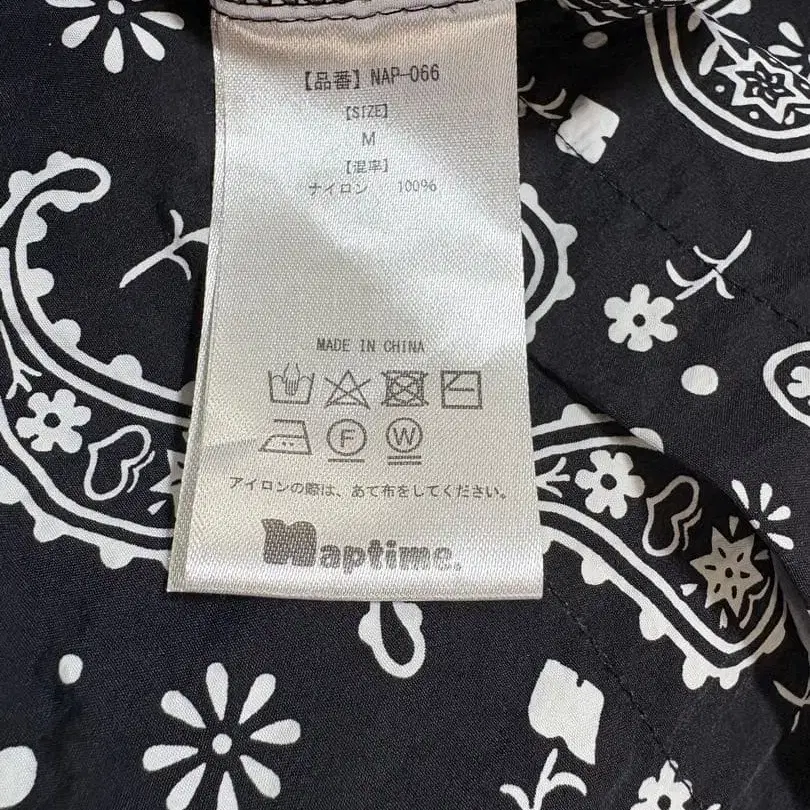 【品番】NAP-066
【SIZE】
M
【混率】
ナイロン 100%
MADE IN CHINA
F W
アイロンの際は、あて布をしてください。
Naptime.